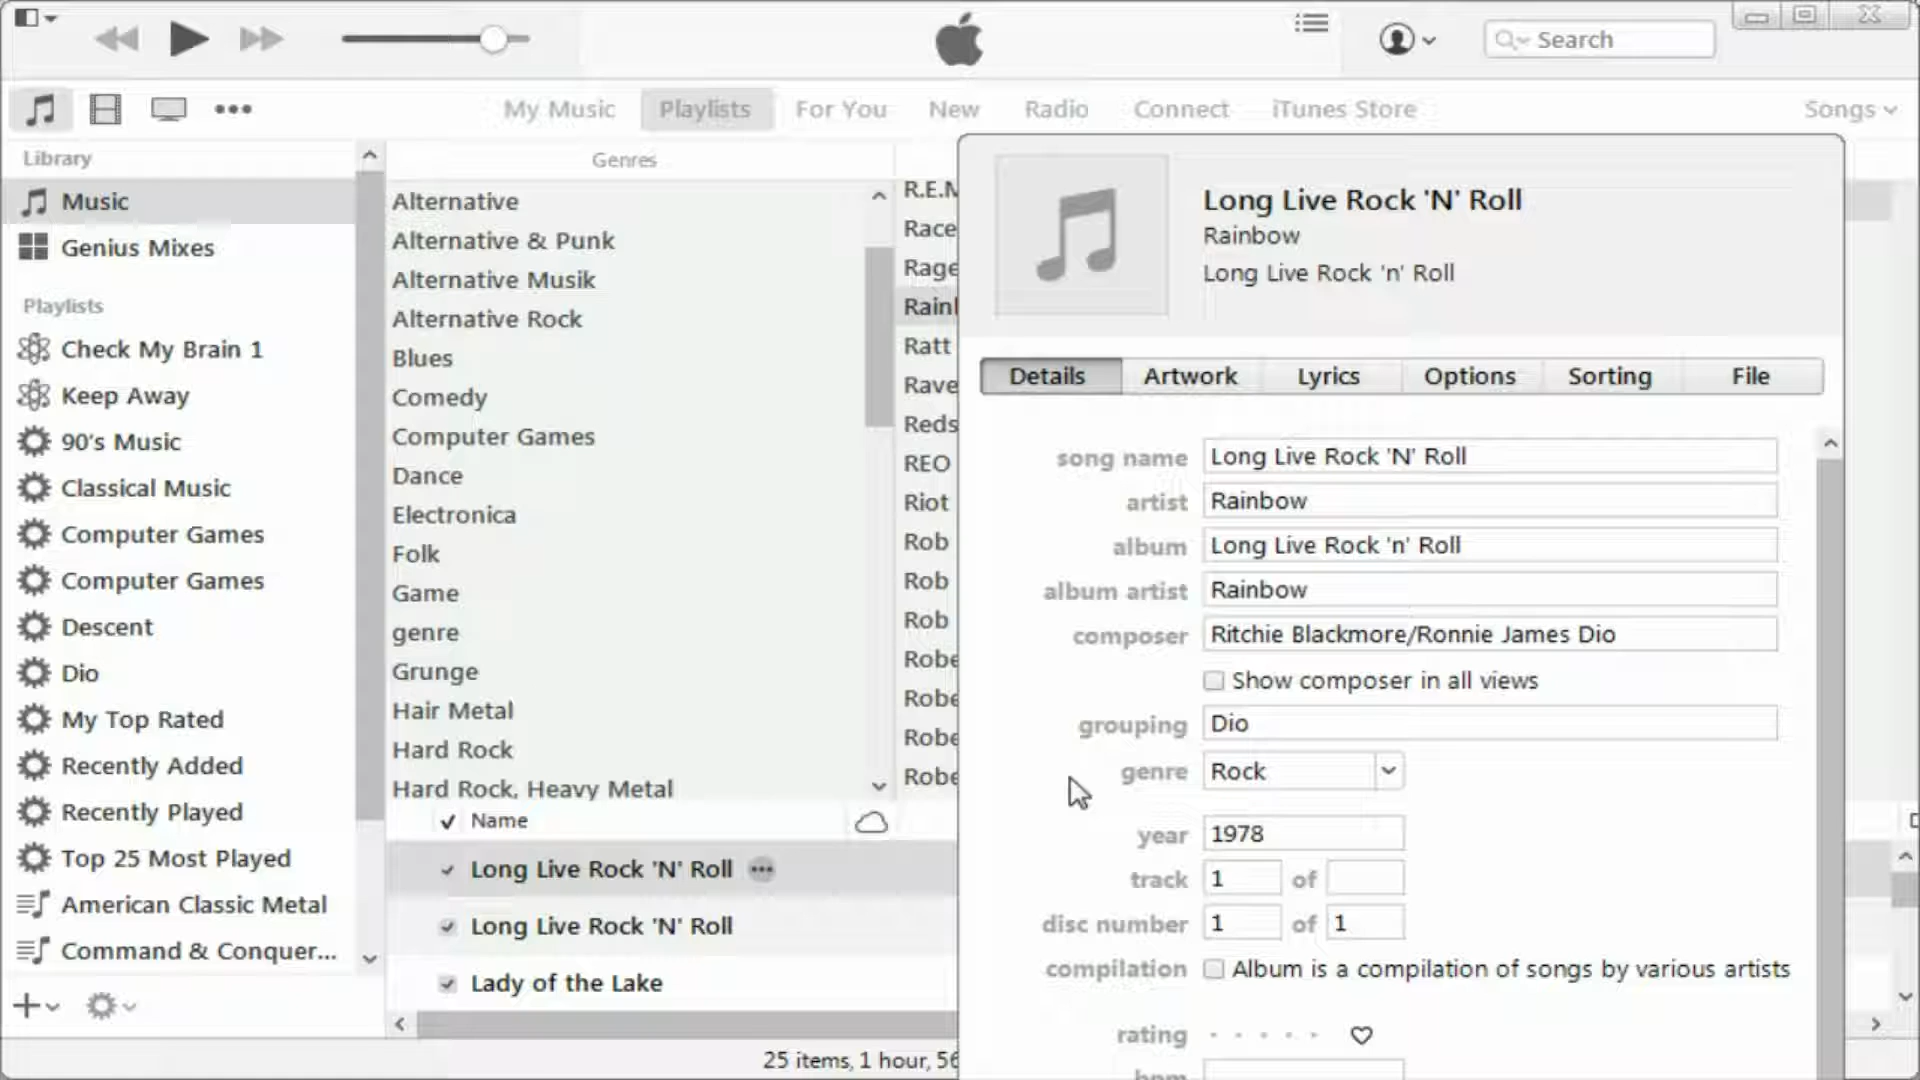 Search
My Music
Playlists
For You
New
Radio
Connect
iTunes Store
Songs
Library
Music
Genius Mixes
Playlists
Check My Brain 1
Keep Away
90's Music
Classical Music
Computer Games
Computer Games
Descent
Dio
My Top Rated
Recently Added
Recently Played
Top 25 Most Played
American Classic Metal
Command & Conquer...
Genres
Alternative
Alternative & Punk
Alternative Musik
Alternative Rock
Blues
Comedy
Computer Games
Dance
Electronica
Folk
Game
genre
Grunge
Hair Metal
Hard Rock
Hard Rock, Heavy Metal
R.E.M
Race
Rage
Rain
Ratt
Rave
Reds
REO
Riot
Rob
Rob
Rob
Robe
Robe
Robe
Robe
Name
Long Live Rock 'N' Roll
Long Live Rock 'N' Roll
Lady of the Lake
25 items, 1 hour, 56
Long Live Rock 'N' Roll
Rainbow
Long Live Rock 'n' Roll
Details
Artwork
Lyrics
Options
Sorting
File
song name Long Live Rock 'N' Roll
artist Rainbow
album Long Live Rock 'n' Roll
album artist Rainbow
composer Ritchie Blackmore/Ronnie James Dio
Show composer in all views
grouping Dio
genre Rock
year 1978
track 1 of
disc number 1 of 1
compilation Album is a compilation of songs by various artists
rating
bpm